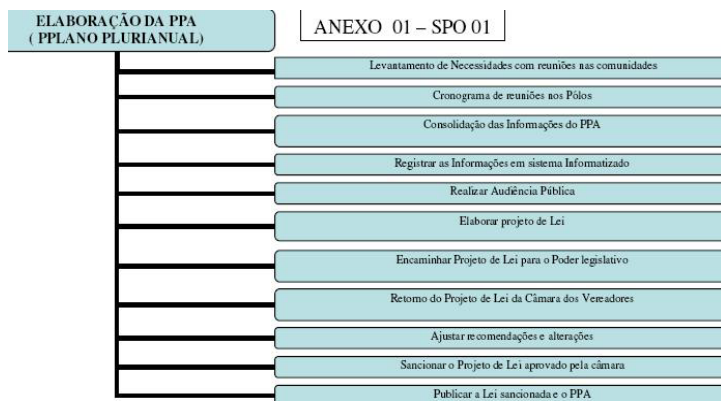 ELABORAÇÃO DA PPA
( PPLANO PLURIANUAL)
ANEXO 01 – SPO 01
Levantamento de Necessidades com reuniões nas comunidades
Cronograma de reuniões nos Pólos
Consolidação das Informações do PPA
Registrar as Informações em sistema Informatizado
Realizar Audiência Pública
Elaborar projeto de Lei
Encaminhar Projeto de Lei para o Poder legislativo
Retorno do Projeto de Lei da Câmara dos Vereadores
Ajustar recomendações e alterações
Sancionar o Projeto de Lei aprovado pela câmara
Publicar a Lei sancionada e o PPA